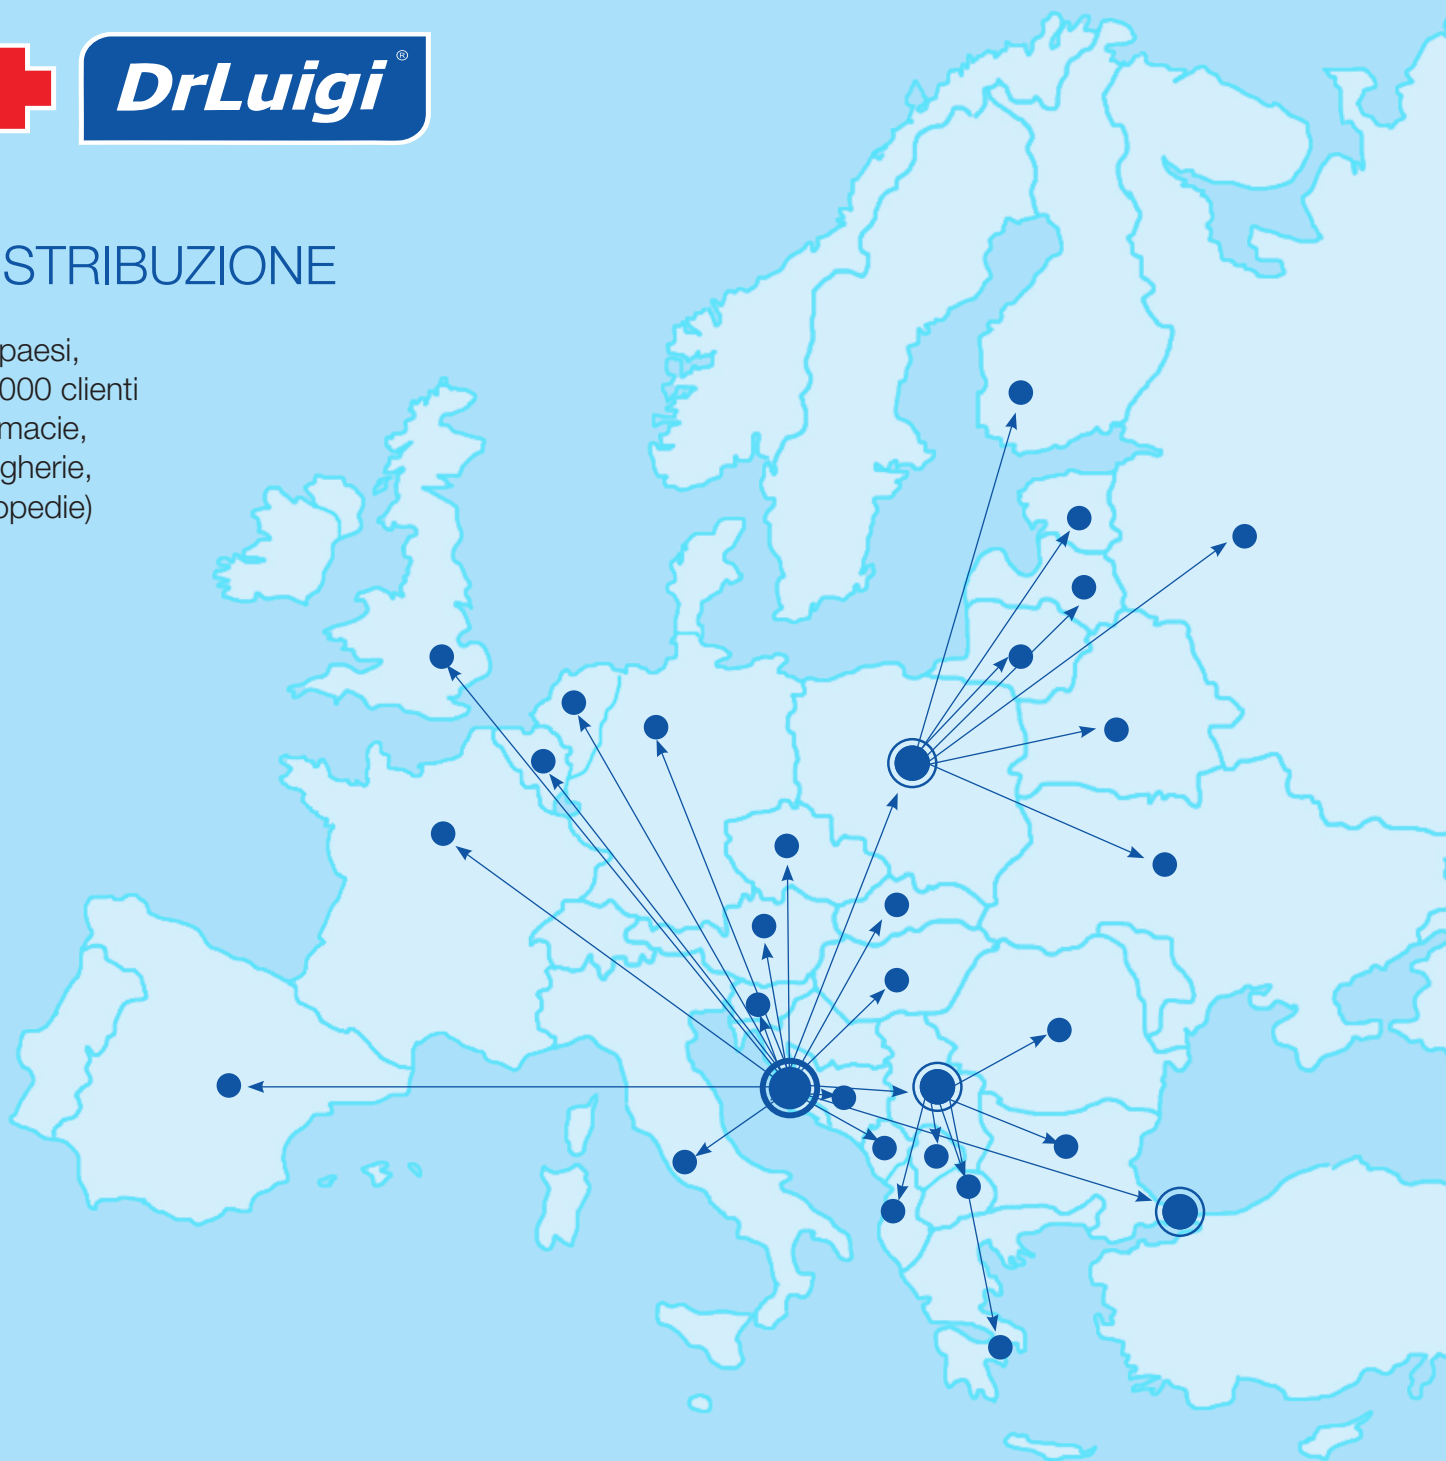 DrLuigi®
STRIBUZIONE
paesi,
000 clienti
macie,
gherie,
opedie)